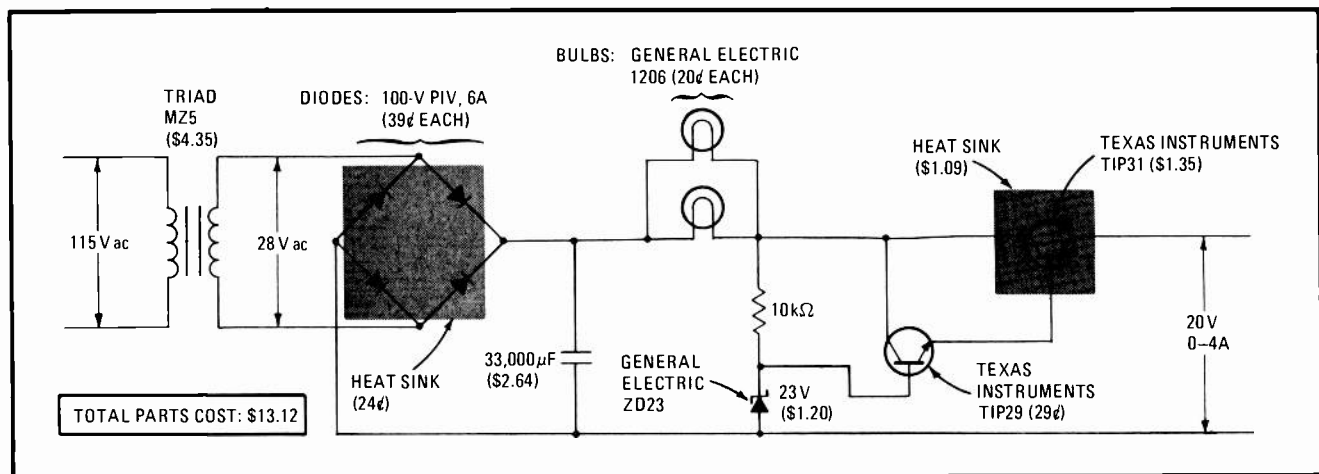 BULBS: GENERAL ELECTRIC
1206 (20¢ EACH)
TRIAD
MZ5
($4.35)
DIODES: 100-V PIV, 6A
(39¢ EACH)
HEAT SINK
($1.09)
TEXAS INSTRUMENTS
TIP31 ($1.35)
115 V ac
28 V ac
10kΩ
20 V
0–4A
33,000µF
($2.64)
GENERAL
ELECTRIC
ZD23
23 V
($1.20)
TEXAS
INSTRUMENTS
TIP29 (29¢)
HEAT SINK
(24¢)
TOTAL PARTS COST: $13.12